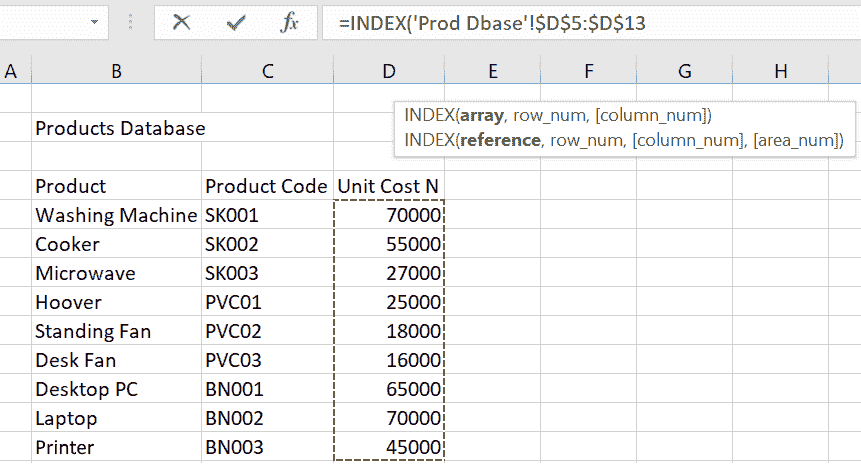 fx =INDEX('Prod Dbase'!$D$5:$D$13
A B C D E F G H
INDEX(array, row_num, [column_num])
Products Database
INDEX(reference, row_num, [column_num], [area_num])
Product Product Code Unit Cost N
Washing Machine SK001 70000
Cooker SK002 55000
Microwave SK003 27000
Hoover PVC01 25000
Standing Fan PVC02 18000
Desk Fan PVC03 16000
Desktop PC BN001 65000
Laptop BN002 70000
Printer BN003 45000